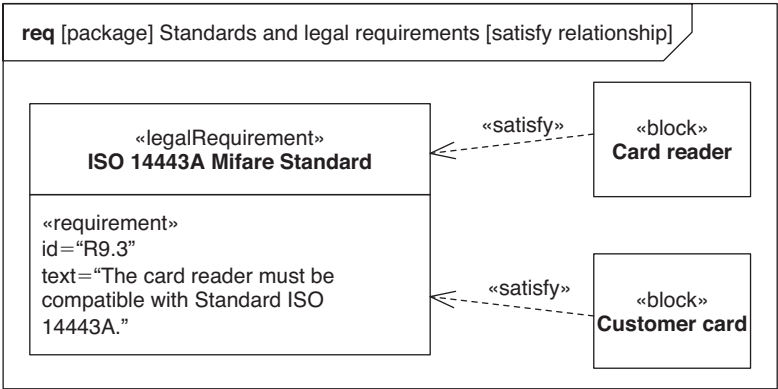 req [package] Standards and legal requirements [satisfy relationship]
«legalRequirement»
ISO 14443A Mifare Standard
«requirement»
id=“R9.3”
text=“The card reader must be
compatible with Standard ISO
14443A.”
«satisfy»
«block»
Card reader
«satisfy»
«block»
Customer card